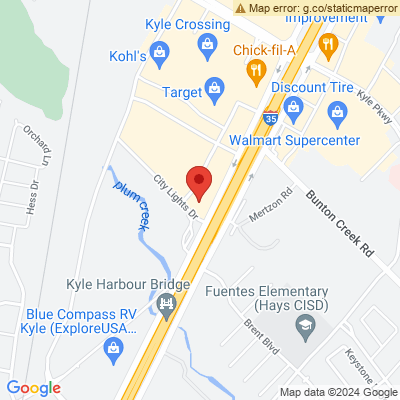 Map error: g.co/staticmaperror
Improvement
Kyle Crossing
Kohl's
Chick-fil-A
Target
Discount Tire
Kyle Pkwy
35
Walmart Supercenter
Orchard Ln
Hess Dr
plum creek
City Lights Dr
Mertzon Rd
Bunton Creek Rd
Kyle Harbour Bridge
Fuentes Elementary
(Hays CISD)
Blue Compass RV
Kyle (ExploreUSA...
Brent Blvd
Keystone
Google
Map data ©2024 Google